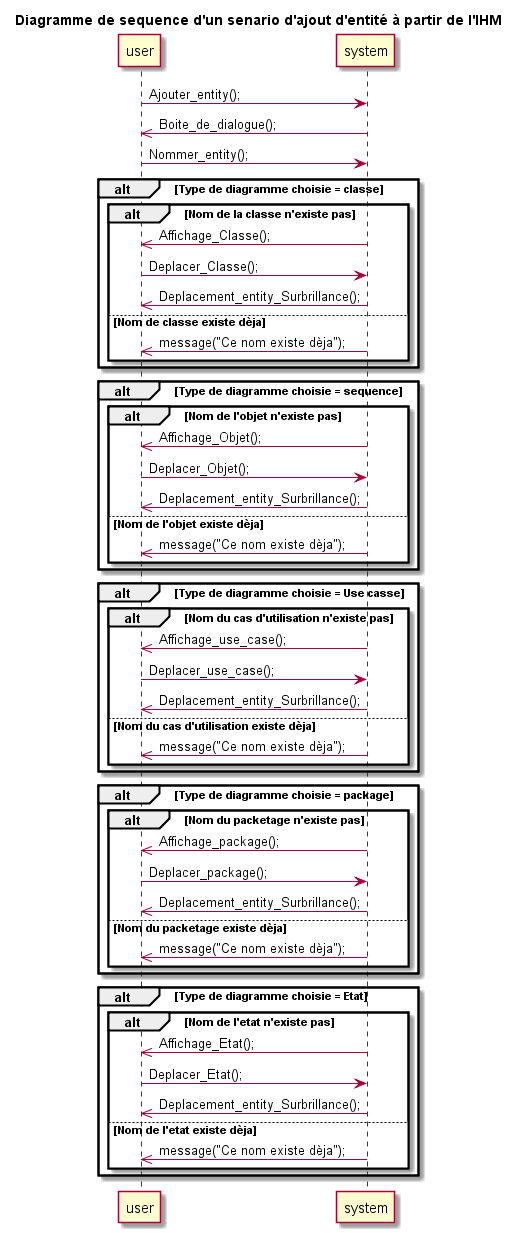 Diagramme de sequence d'un senario d'ajout d'entité à partir de l'IHM
user system
Ajouter_entity();
Boite_de_dialogue();
Nommer_entity();
alt [Type de diagramme choisie = classe]
alt [Nom de la classe n'existe pas]
Affichage_Classe();
Deplacer_Classe();
Deplacement_entity_Surbrillance();
[Nom de classe existe dèja]
message("Ce nom existe dèja");
alt [Type de diagramme choisie = sequence]
alt [Nom de l'objet n'existe pas]
Affichage_Objet();
Deplacer_Objet();
Deplacement_entity_Surbrillance();
[Nom de l'objet existe dèja]
message("Ce nom existe dèja");
alt [Type de diagramme choisie = Use casse]
alt [Nom du cas d'utilisation n'existe pas]
Affichage_use_case();
Deplacer_use_case();
Deplacement_entity_Surbrillance();
[Nom du cas d'utilisation existe dèja]
message("Ce nom existe dèja");
alt [Type de diagramme choisie = package]
alt [Nom du packetage n'existe pas]
Affichage_package();
Deplacer_package();
Deplacement_entity_Surbrillance();
[Nom du packetage existe dèja]
message("Ce nom existe dèja");
alt [Type de diagramme choisie = Etat]
alt [Nom de l'etat n'existe pas]
Affichage_Etat();
Deplacer_Etat();
Deplacement_entity_Surbrillance();
[Nom de l'etat existe dèja]
message("Ce nom existe dèja");
user system